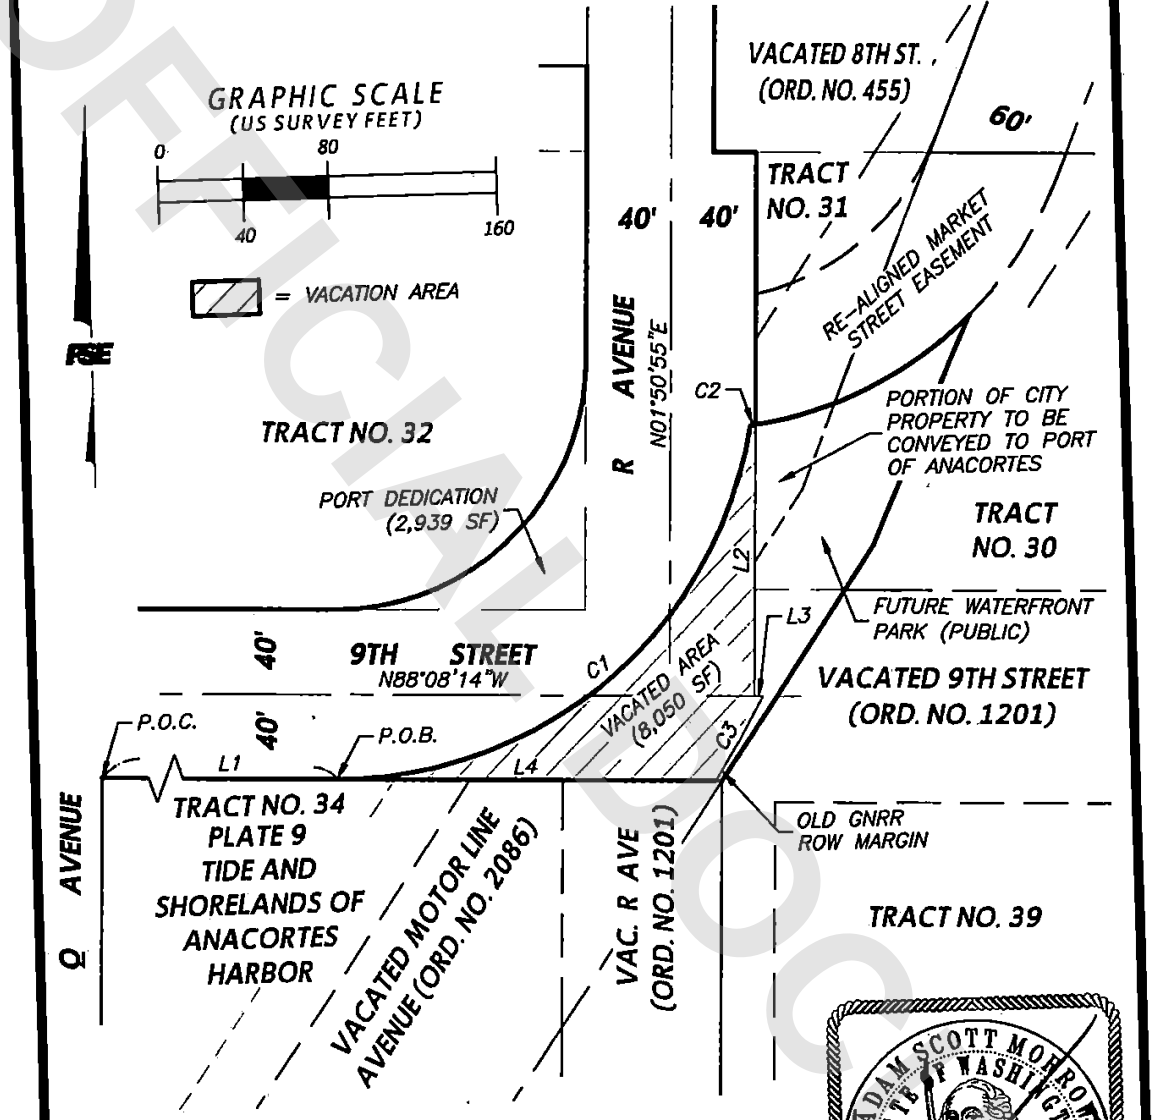 GRAPHIC SCALE
(US SURVEY FEET)
0
80
40
160
= VACATION AREA
VACATED 8TH ST.
(ORD. NO. 455)
60'
TRACT
NO. 31
40'
40'
RE-ALIGNED MARKET
STREET EASEMENT
R AVENUE
N01°50'55"E
C2
PORTION OF CITY
PROPERTY TO BE
CONVEYED TO PORT
OF ANACORTES
TRACT NO. 32
PORT DEDICATION
(2,939 SF)
TRACT
NO. 30
L2
L3
FUTURE WATERFRONT
PARK (PUBLIC)
40'
9TH STREET
N88°08'14"W
C1
VACATED AREA
(8,050 SF)
C3
VACATED 9TH STREET
(ORD. NO. 1201)
P.O.C.
40'
P.O.B.
L1
L4
Q AVENUE
TRACT NO. 34
PLATE 9
TIDE AND
SHORELANDS OF
ANACORTES
HARBOR
VACATED MOTOR LINE
AVENUE (ORD. NO. 2086)
VAC. R AVE
(ORD. NO. 1201)
OLD GNRR
ROW MARGIN
TRACT NO. 39
ADAM SCOTT MORROW
OF WASHINGT
OFFICIAL DOC